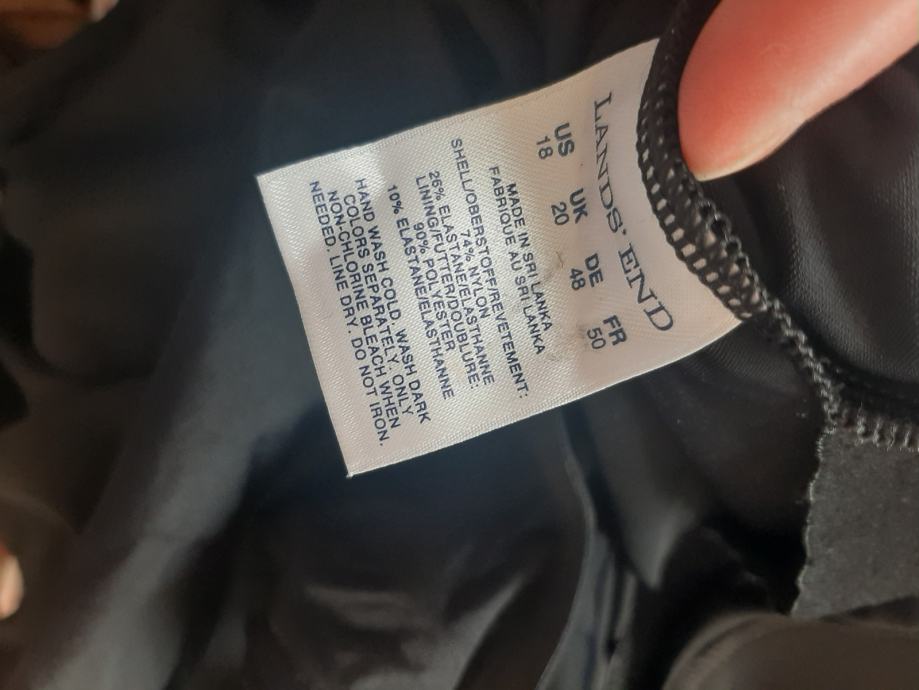 LANDS' END
US UK DE FR
18 20 48 50
MADE IN SRI LANKA
FABRIQUE AU SRI LANKA
SHELL/OBERSTOFF/REVETEMENT:
74% NYLON
26% ELASTANE/ELASTHANNE
LINING/FUTTER/DOUBLURE:
90% POLYESTER
10% ELASTANE/ELASTHANNE
HAND WASH COLD. WASH DARK
COLORS SEPARATELY. ONLY
NON-CHLORINE BLEACH WHEN
NEEDED. LINE DRY. DO NOT IRON.